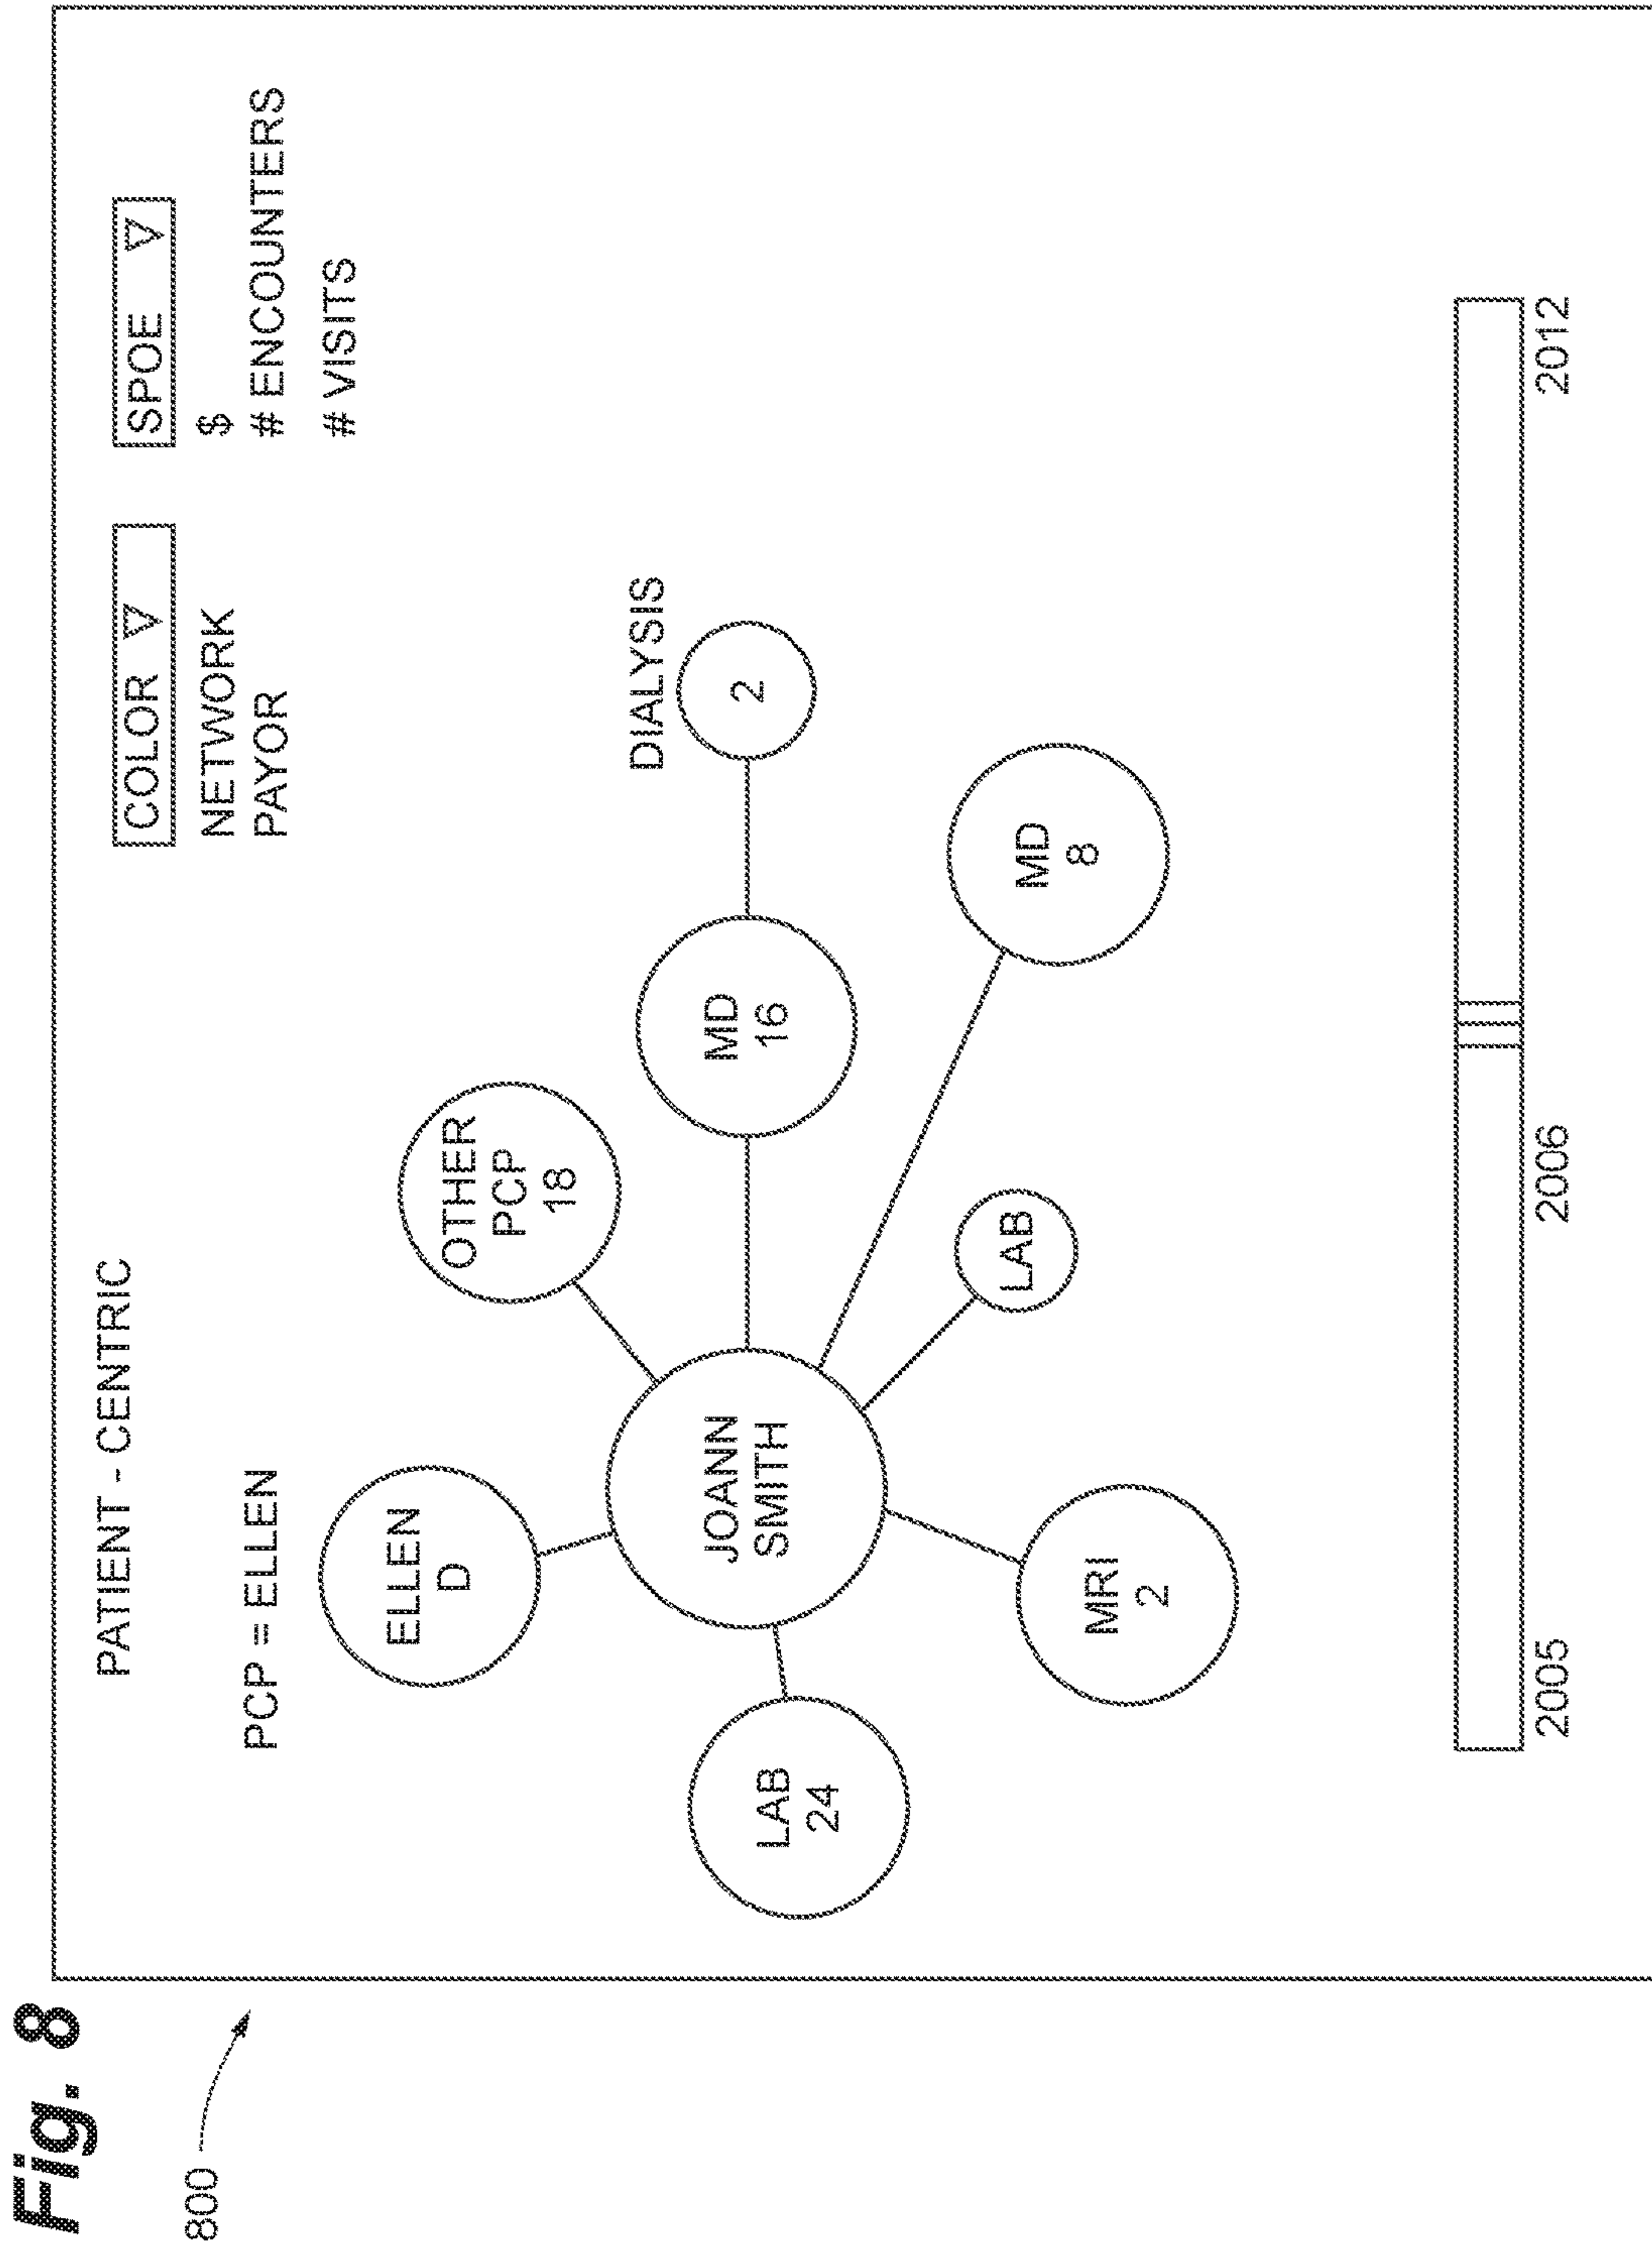 Fig. 8
800
PATIENT - CENTRIC
COLOR ∇
SPOE ∇
PCP = ELLEN
NETWORK
PAYOR
$
# ENCOUNTERS
# VISITS
ELLEN
D
OTHER
PCP
18
DIALYSIS
2
LAB
24
JOANN
SMITH
MD
16
MRI
2
LAB
MD
8
2005
2006
2012